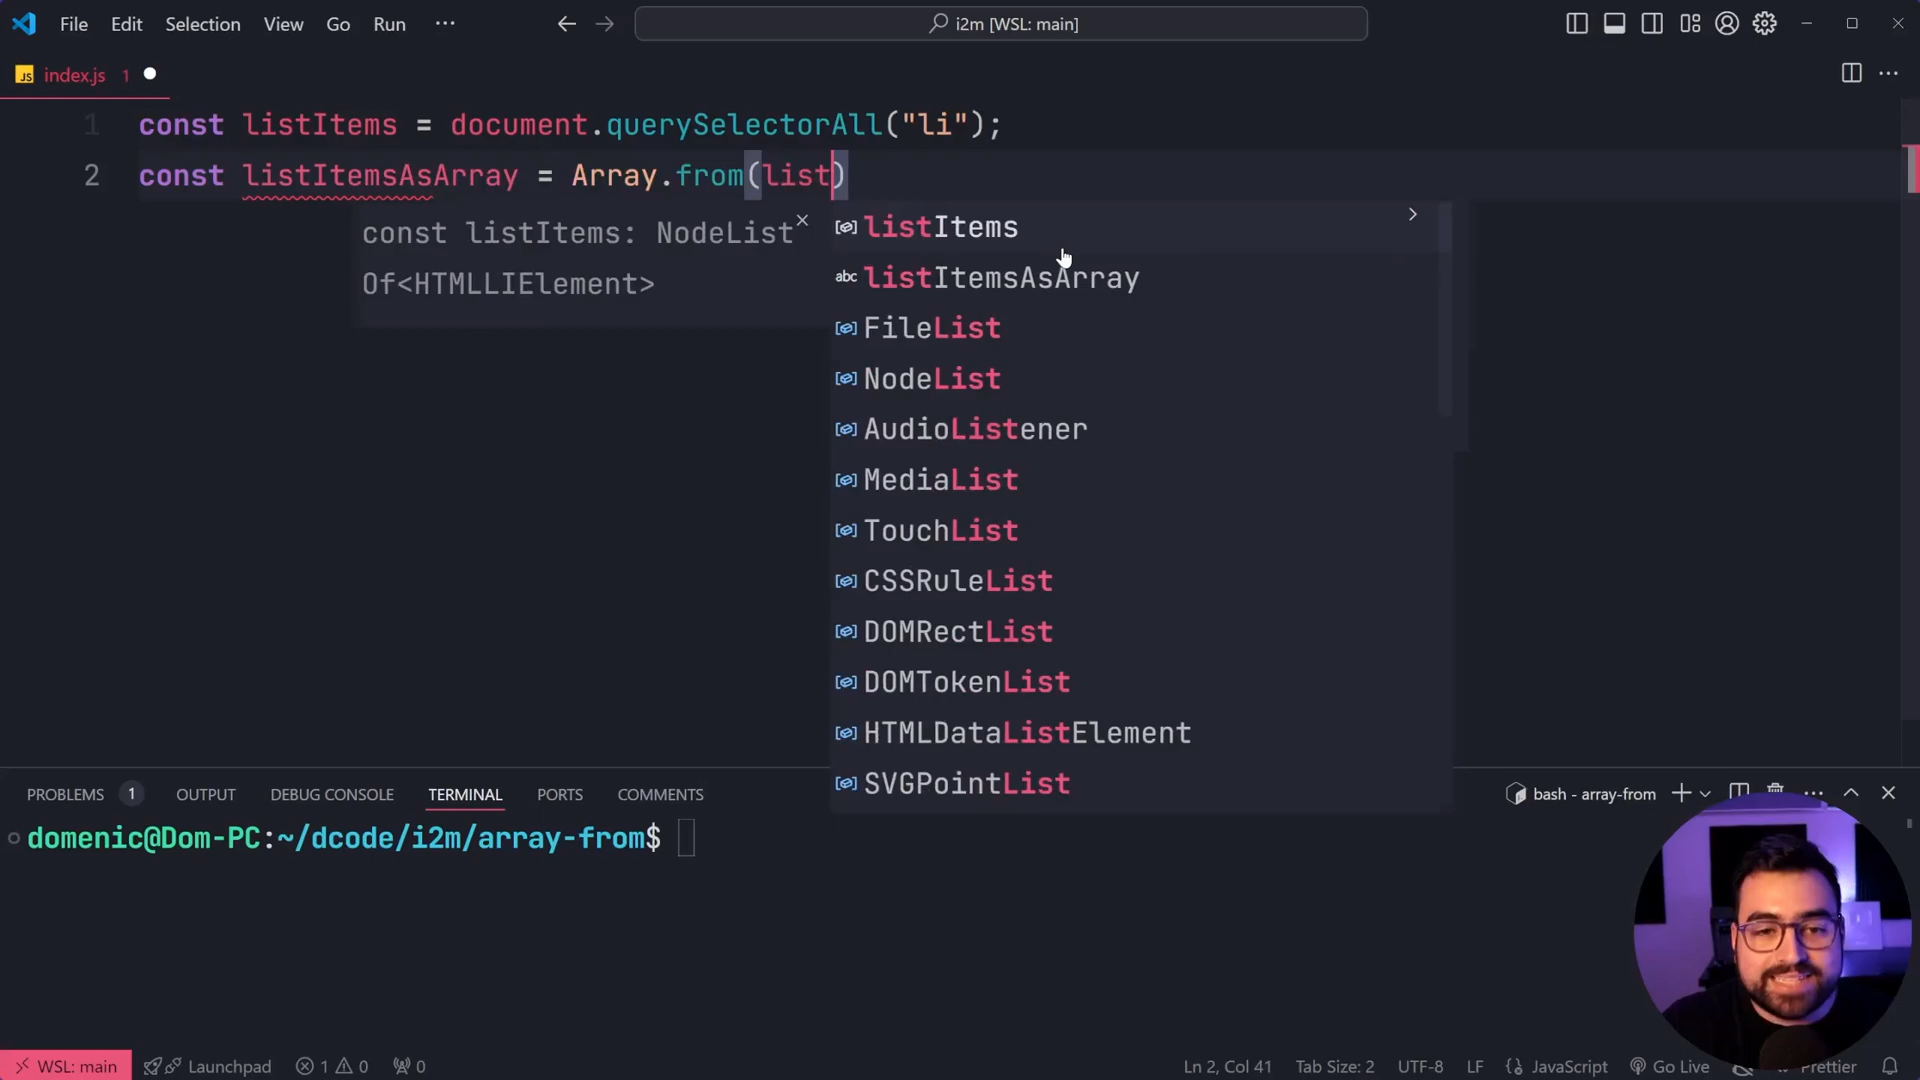 File Edit Selection View Go Run ···
i2m [WSL: main]
JS index.js 1
1 const listItems = document.querySelectorAll("li");
2 const listItemsAsArray = Array.from(list)
const listItems: NodeList
Of<HTMLLIElement>
listItems
abc listItemsAsArray
FileList
NodeList
AudioListener
MediaList
TouchList
CSSRuleList
DOMRectList
DOMTokenList
HTMLDataListElement
SVGPointList
PROBLEMS 1 OUTPUT DEBUG CONSOLE TERMINAL PORTS COMMENTS
bash - array-from
domenic@Dom-PC:~/dcode/i2m/array-from$
WSL: main Launchpad 1 0 0 Ln 2, Col 41 Tab Size: 2 UTF-8 LF {} JavaScript Go Live Prettier